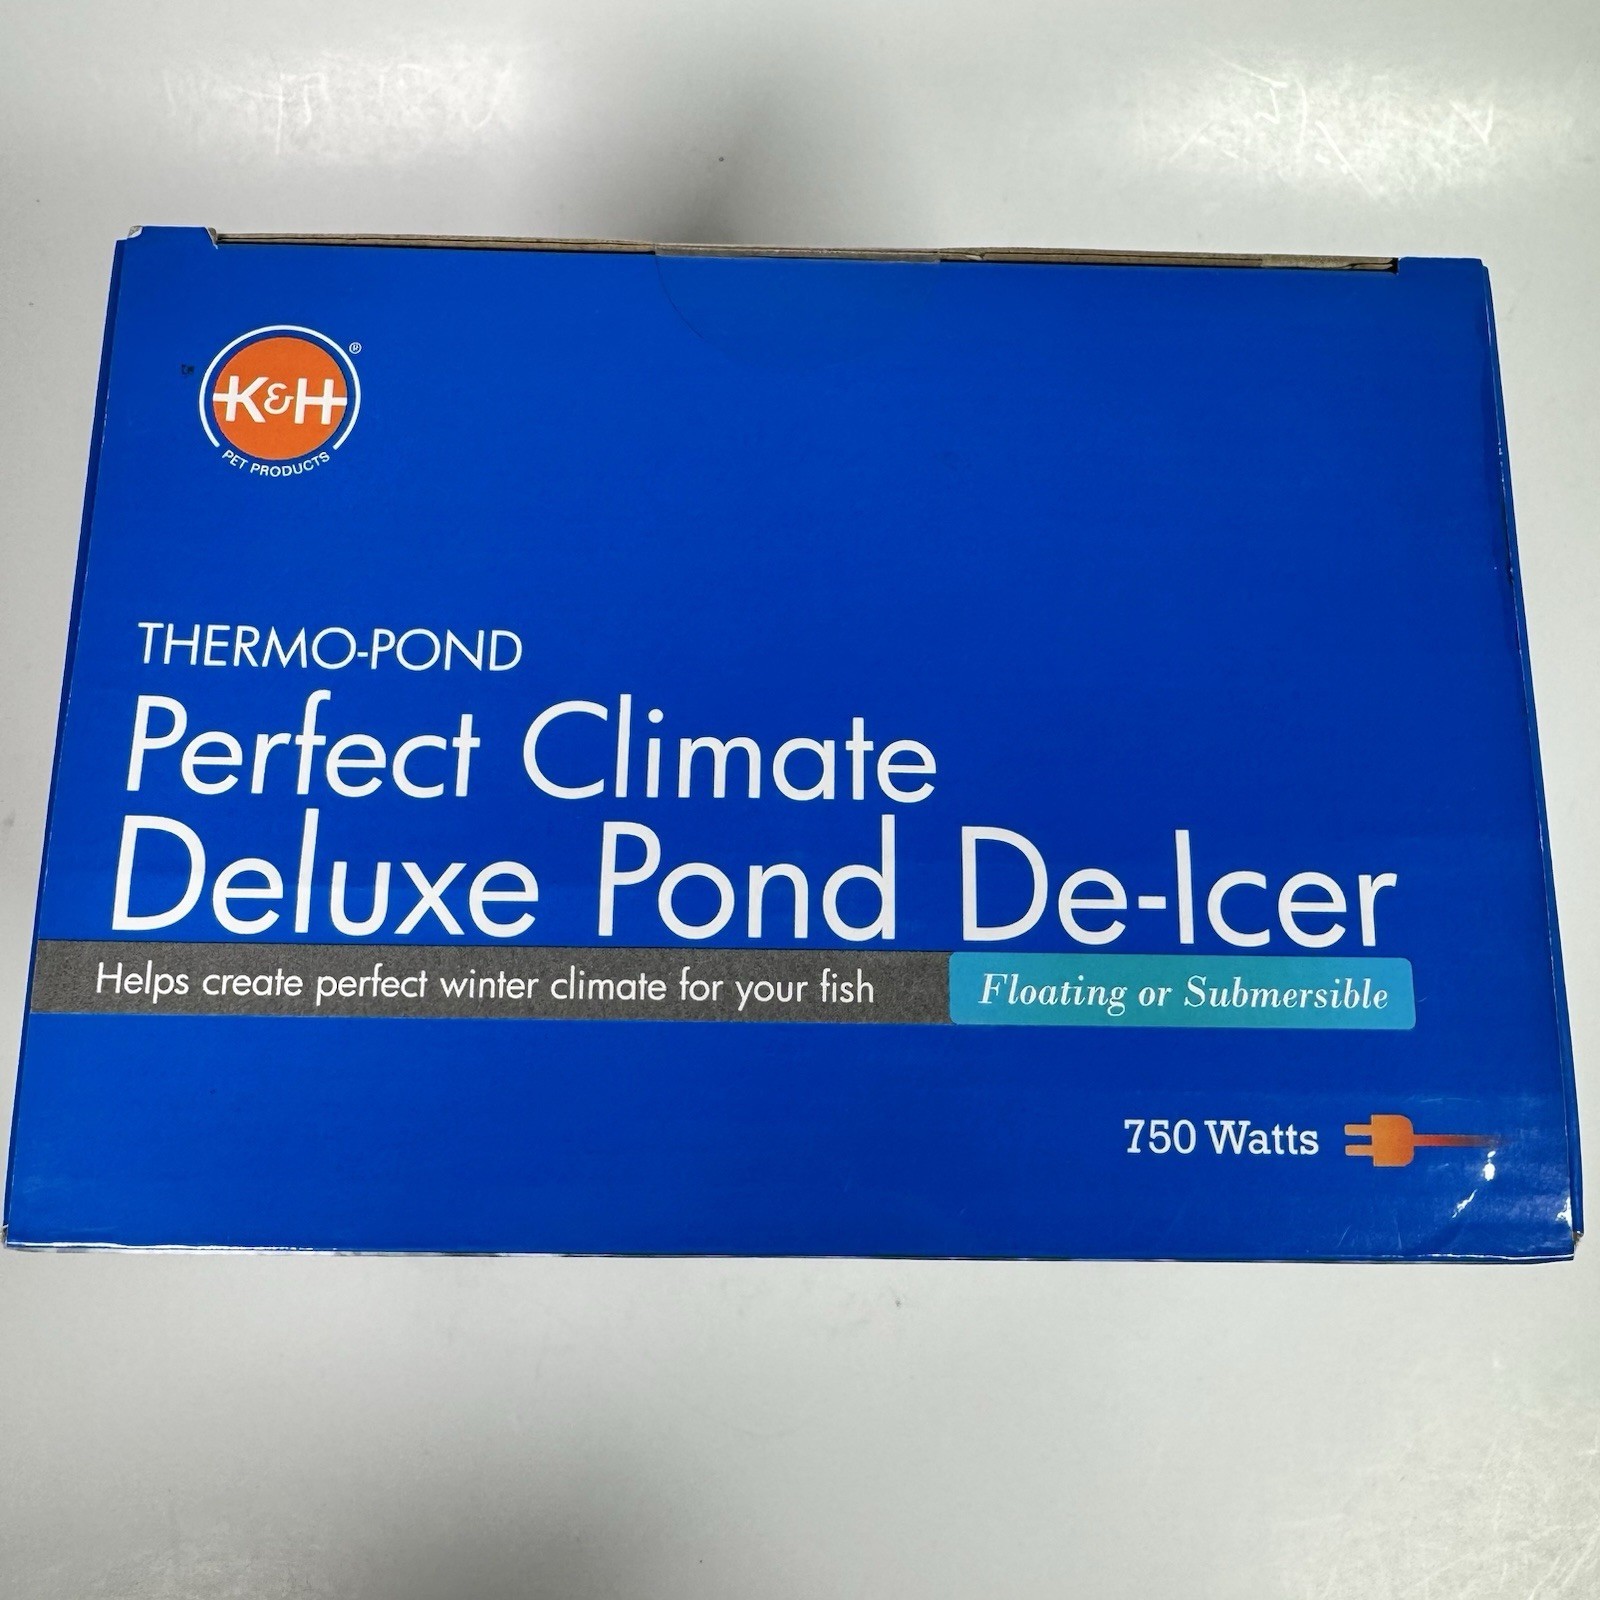 K&H
®
PET PRODUCTS
THERMO-POND
Perfect Climate
Deluxe Pond De-Icer
Helps create perfect winter climate for your fish
Floating or Submersible
750 Watts